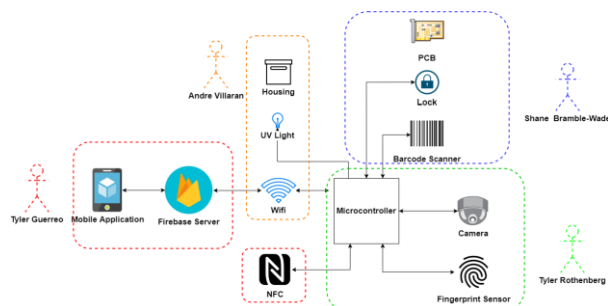 PCB
Housing
Andre Villaran
Lock
Shane Bramble-Wade
UV Light
Barcode Scanner
Tyler Guerreo
Mobile Application
Firebase Server
Wifi
Microcontroller
Camera
NFC
Fingerprint Sensor
Tyler Rothenberg